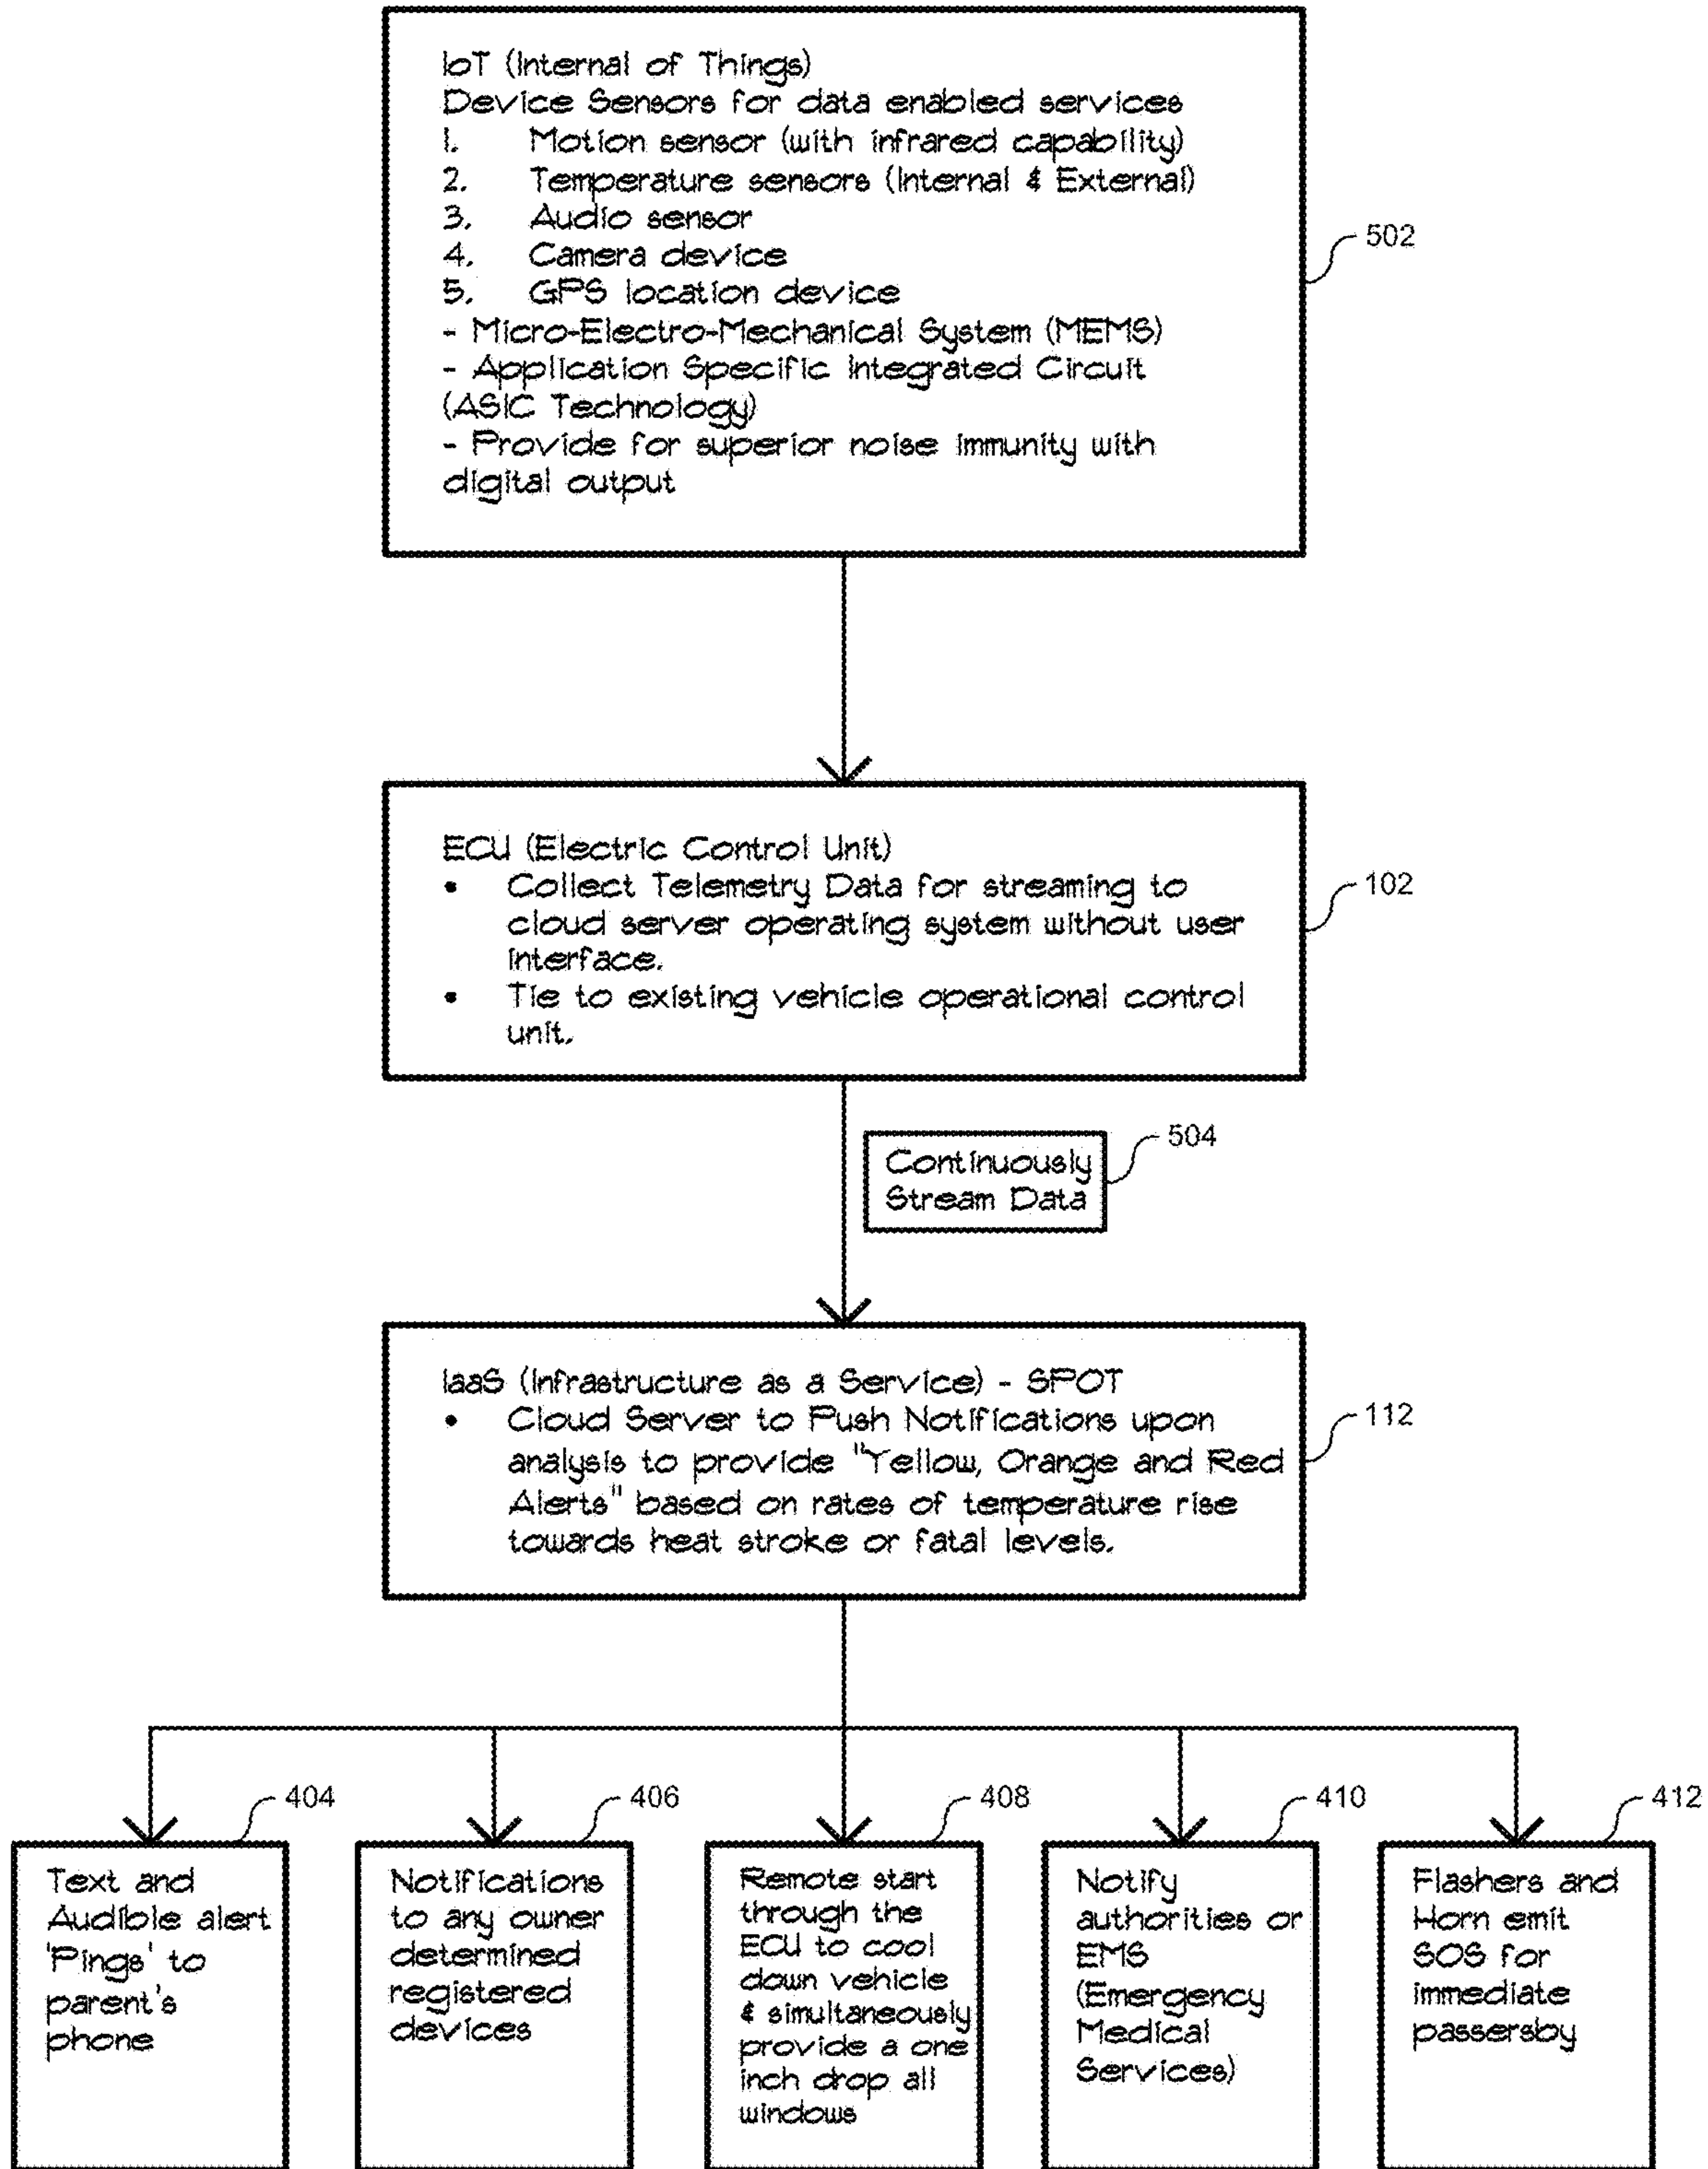 IoT (Internal of Things)
Device Sensors for data enabled services
1. Motion sensor (with infrared capability)
2. Temperature sensors (Internal & External)
3. Audio sensor
4. Camera device
5. GPS location device
- Micro-Electro-Mechanical System (MEMS)
- Application Specific Integrated Circuit
(ASIC Technology)
- Provide for superior noise immunity with
digital output
502
ECU (Electric Control Unit)
• Collect Telemetry Data for streaming to
cloud server operating system without user
interface.
• Tie to existing vehicle operational control
unit.
102
Continuously
Stream Data
504
IaaS (Infrastructure as a Service) - SPOT
• Cloud Server to Push Notifications upon
analysis to provide "Yellow, Orange and Red
Alerts" based on rates of temperature rise
towards heat stroke or fatal levels.
112
404
Text and
Audible alert
'Pings' to
parent's
phone
406
Notifications
to any owner
determined
registered
devices
408
Remote start
through the
ECU to cool
down vehicle
& simultaneously
provide a one
inch drop all
windows
410
Notify
authorities or
EMS
(Emergency
Medical
Services)
412
Flashers and
Horn emit
SOS for
immediate
passersby